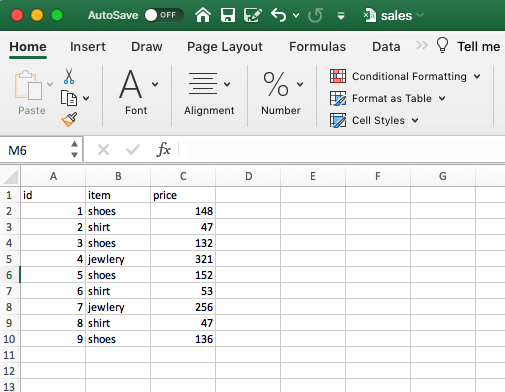 AutoSave OFF sales
Home Insert Draw Page Layout Formulas Data Tell me
Paste Font Alignment Number Conditional Formatting
Format as Table
Cell Styles
M6 fx
A B C D E F G
1 id item price
2 1 shoes 148
3 2 shirt 47
4 3 shoes 132
5 4 jewlery 321
6 5 shoes 152
7 6 shirt 53
8 7 jewlery 256
9 8 shirt 47
10 9 shoes 136
11
12
13